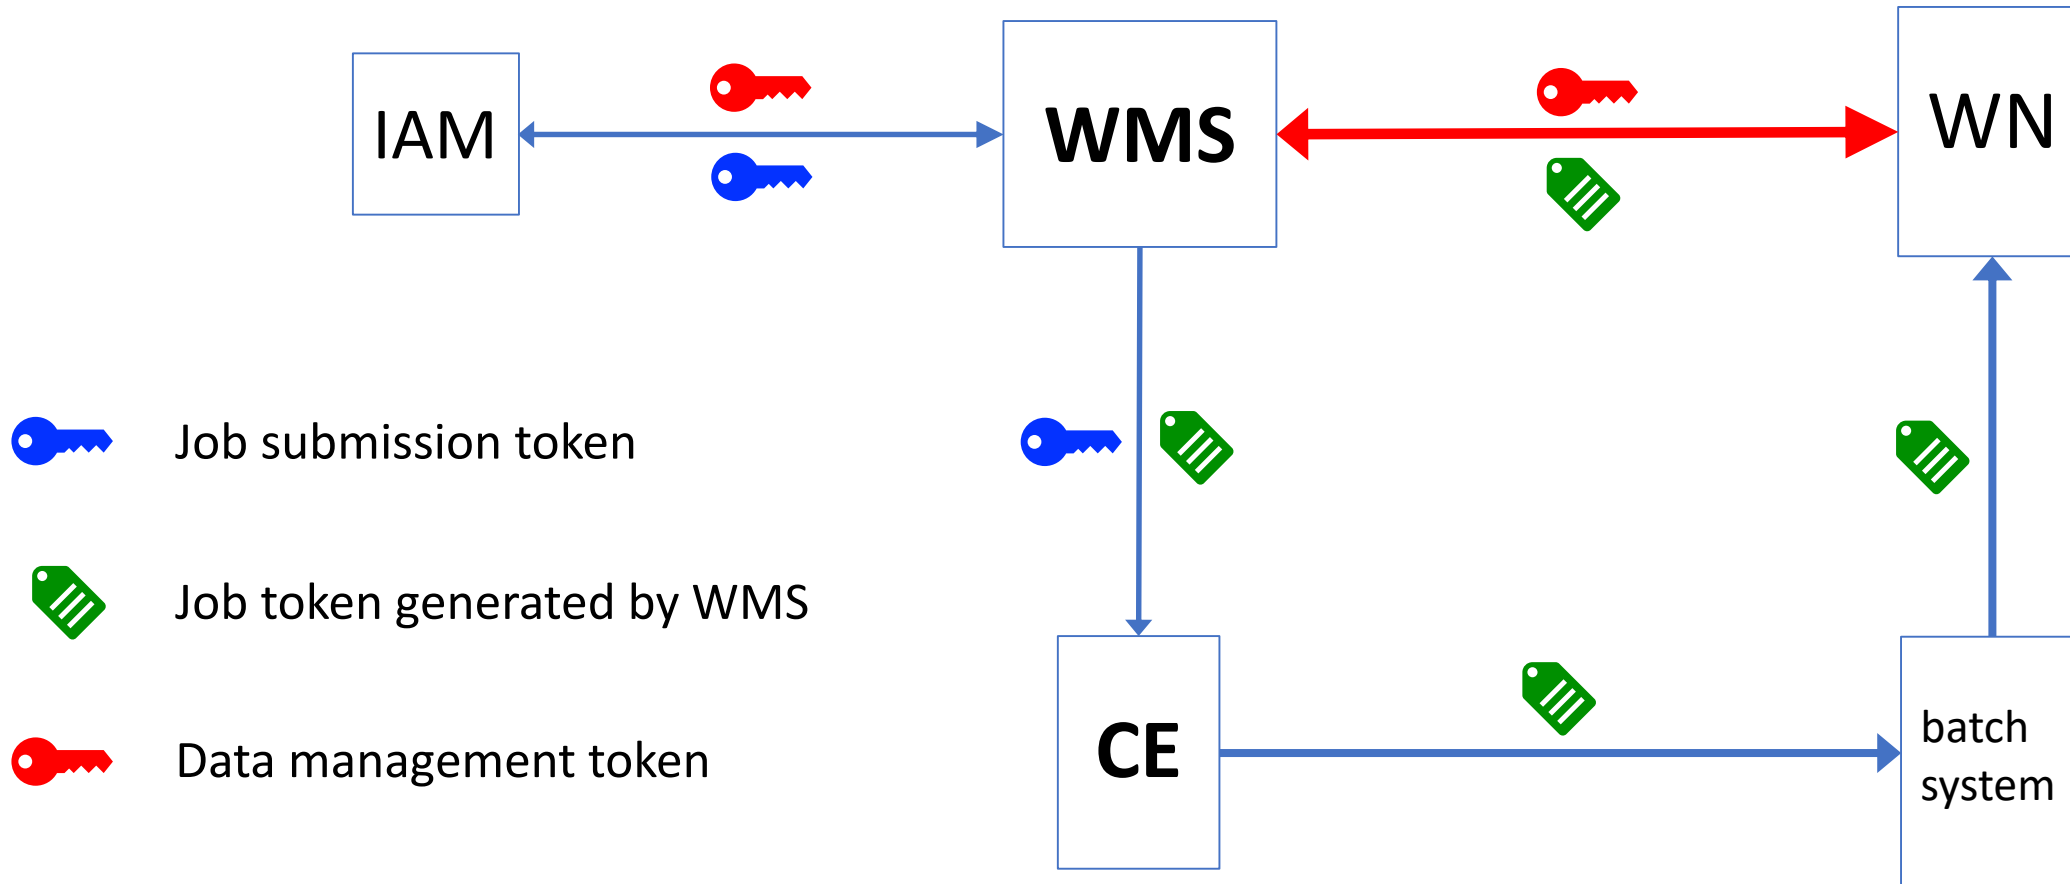 IAM
WMS
WN
Job submission token
Job token generated by WMS
Data management token
CE
batch
system